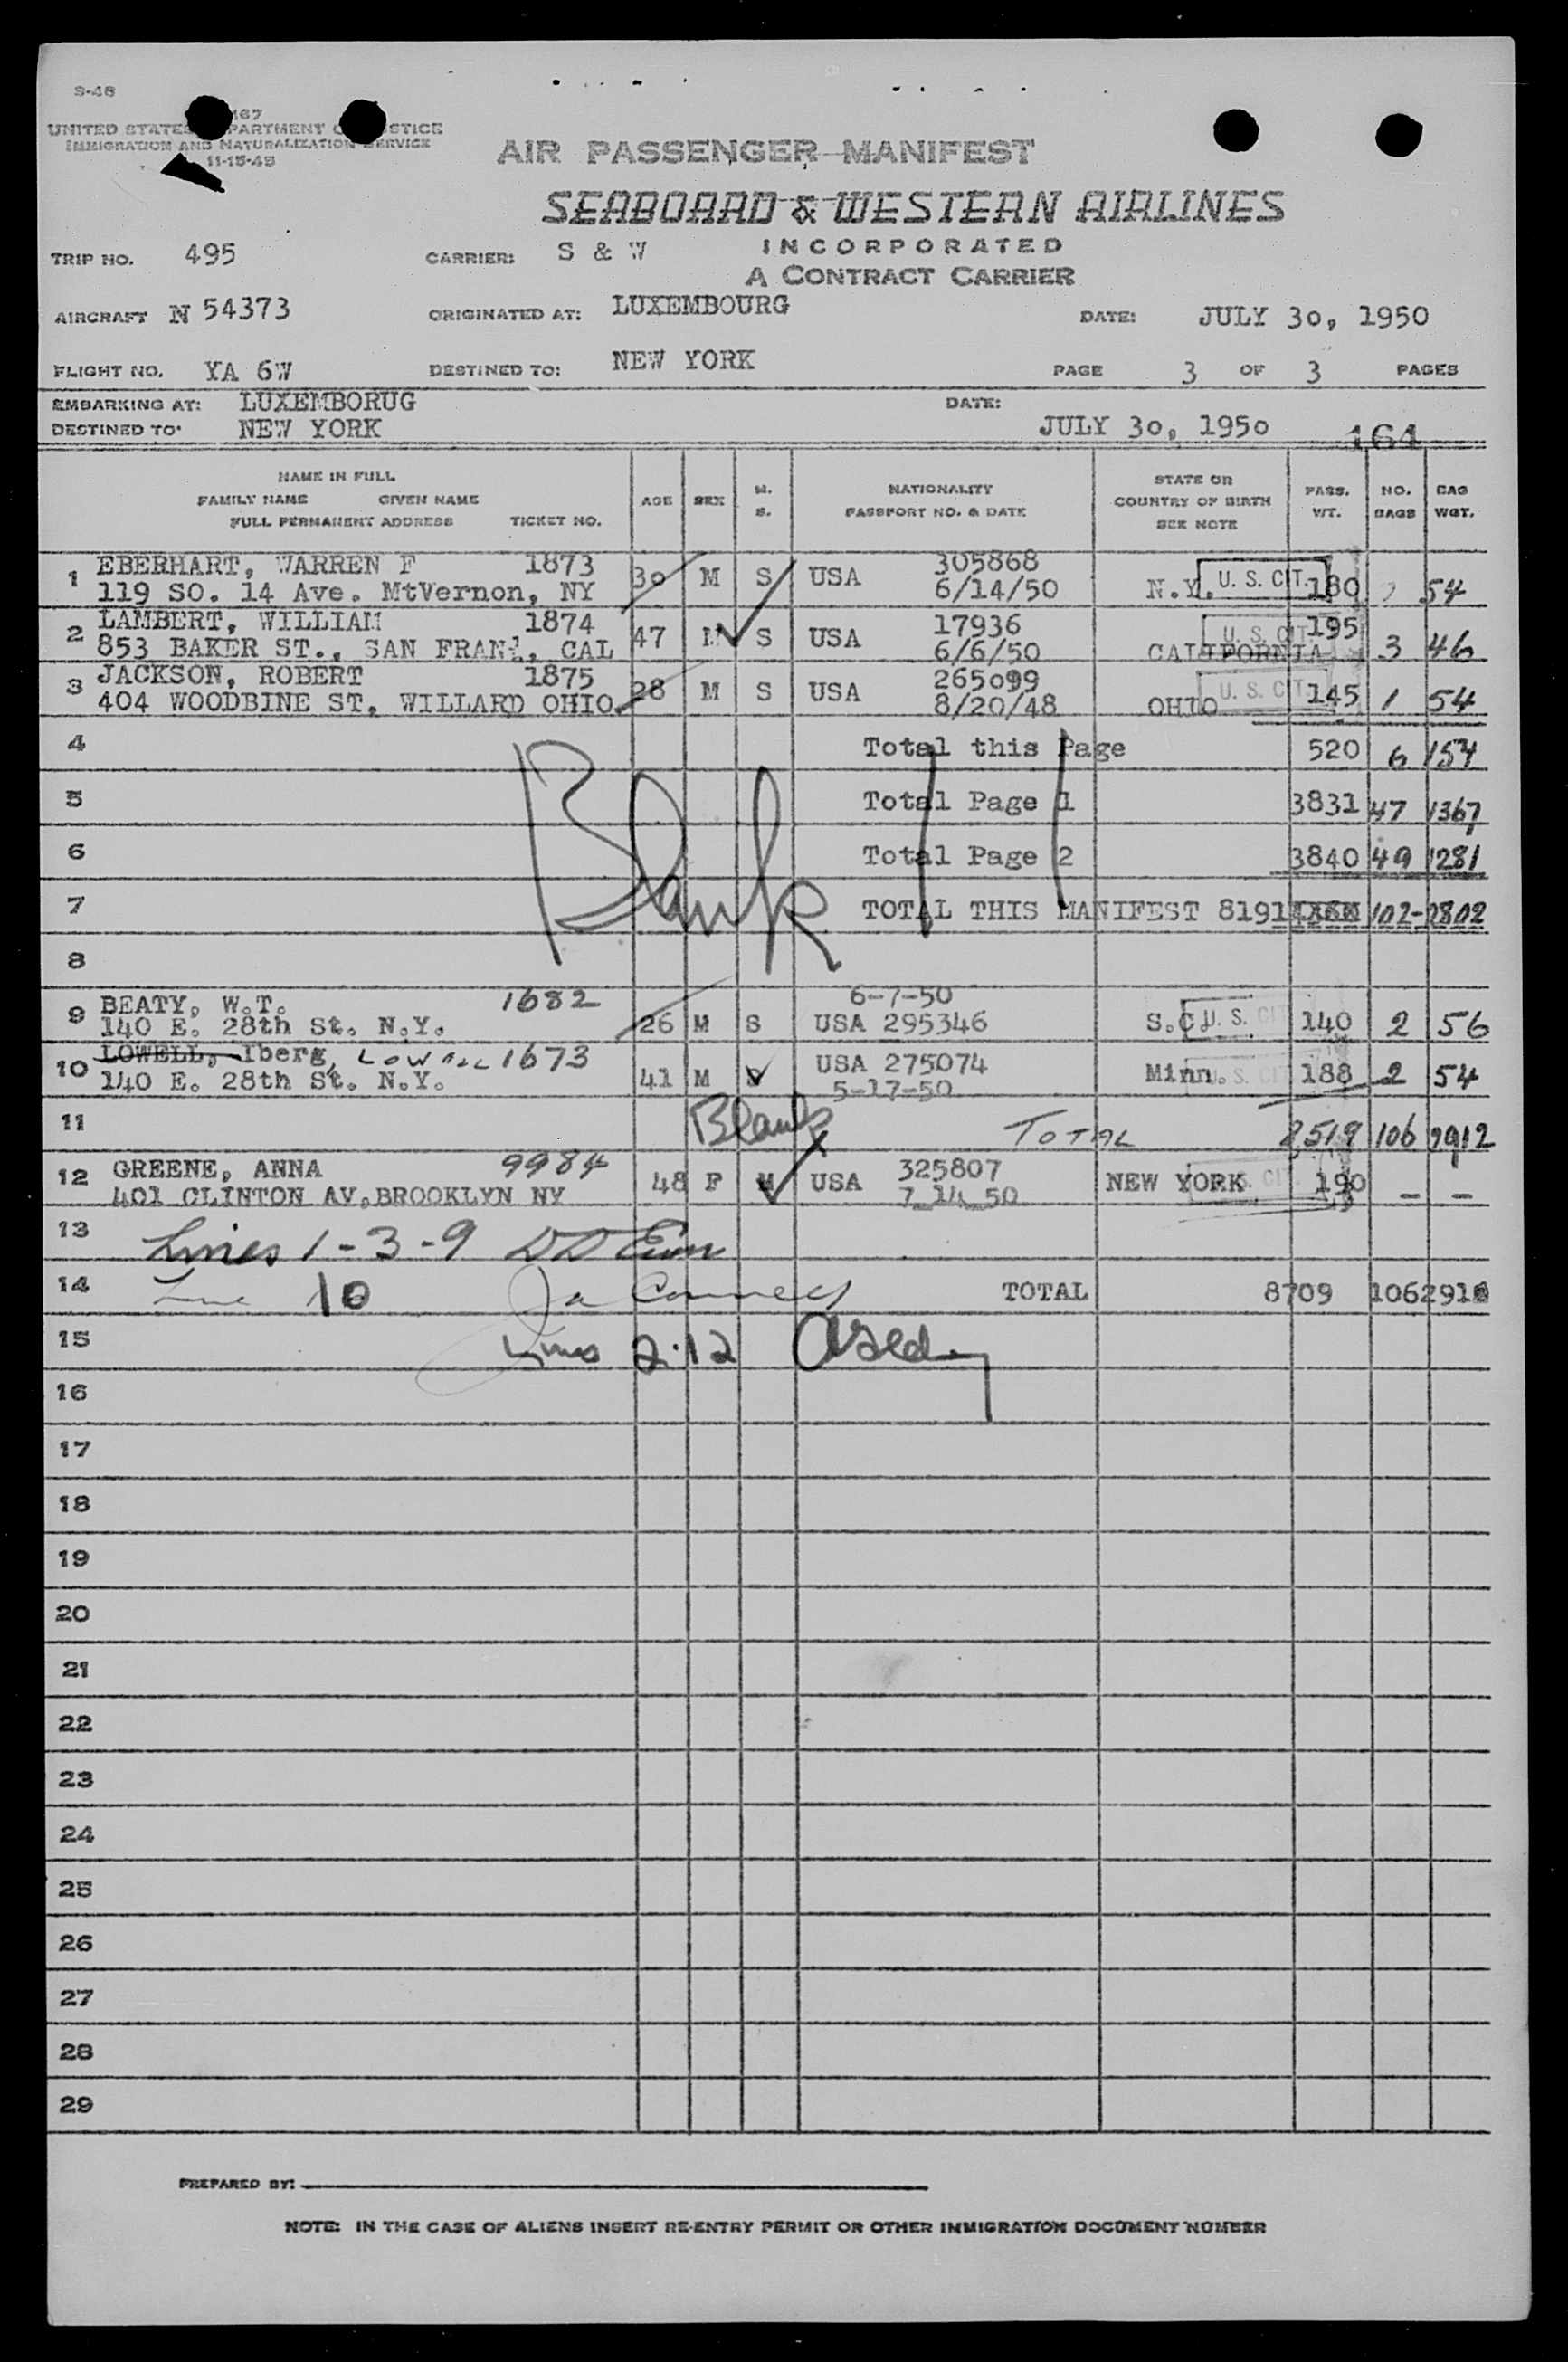 S-48
UNITED STATES DEPARTMENT OF JUSTICE
IMMIGRATION AND NATURALIZATION SERVICE
11-15-48
AIR PASSENGER MANIFEST
SEABOARD & WESTERN AIRLINES
INCORPORATED
A CONTRACT CARRIER
TRIP NO. 495 CARRIER: S & W
AIRCRAFT N 54373 ORIGINATED AT: LUXEMBOURG DATE: JULY 30, 1950
FLIGHT NO. YA 6W DESTINED TO: NEW YORK PAGE 3 OF 3 PAGES
EMBARKING AT: LUXEMBORUG DATE:
DESTINED TO: NEW YORK JULY 30, 1950 164
NAME IN FULL
FAMILY NAME GIVEN NAME
FULL PERMANENT ADDRESS TICKET NO. AGE SEX M. S. NATIONALITY PASSPORT NO. & DATE STATE OR COUNTRY OF BIRTH SEE NOTE PASS. WT. NO. BAGS BAG WGT.
1 EBERHART, WARREN F 1873 30 M S USA 305868 N.Y. U. S. CIT. 180 54
119 SO. 14 Ave. MtVernon, NY 6/14/50
2 LAMBERT, WILLIAM 1874 47 M S USA 17936 CALIFORNIA U. S. CIT. 195 3 46
853 BAKER ST., SAN FRAN, CAL 6/6/50
3 JACKSON, ROBERT 1875 28 M S USA 265099 OHIO U. S. CIT. 145 1 54
404 WOODBINE ST. WILLARD OHIO 8/20/48
4 Total this Page 520 6 154
5 Total Page 1 3831 47 1367
6 Total Page 2 3840 49 1281
Blank
7 TOTAL THIS MANIFEST 8191 102-2802
8
9 BEATY, W.T. 1682 26 M S 6-7-50 S.C. U. S. CIT 140 2 56
140 E. 28th St. N.Y. USA 295346
10 LOWELL, Iberg, LOWELL 1673 41 M S USA 275074 Minn. U. S. CIT 188 2 54
140 E. 28th St. N.Y. 5-17-50
11 Blank TOTAL 8519 106 2912
12 GREENE, ANNA 9984 48 F M USA 325807 NEW YORK U. S. CIT. 190 - -
401 CLINTON AV, BROOKLYN NY 7 14 50
13 Lines 1-3-9
14 Line 10 TOTAL 8709 106 2912
15 Lines 2.12
16
17
18
19
20
21
22
23
24
25
26
27
28
29
PREPARED BY:
NOTE: IN THE CASE OF ALIENS INSERT RE-ENTRY PERMIT OR OTHER IMMIGRATION DOCUMENT NUMBER